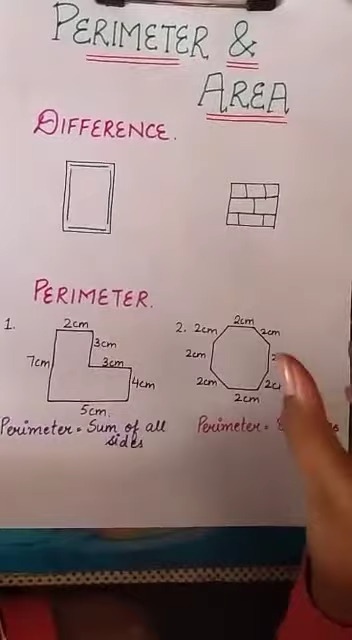 PERIMETER &
AREA
DIFFERENCE.
PERIMETER.
1.
2cm
3cm
3cm
7cm
4cm
5cm.
Perimeter = Sum of all
sides
2.
2cm
2cm
2cm
2cm
2cm
2cm
Perimeter =